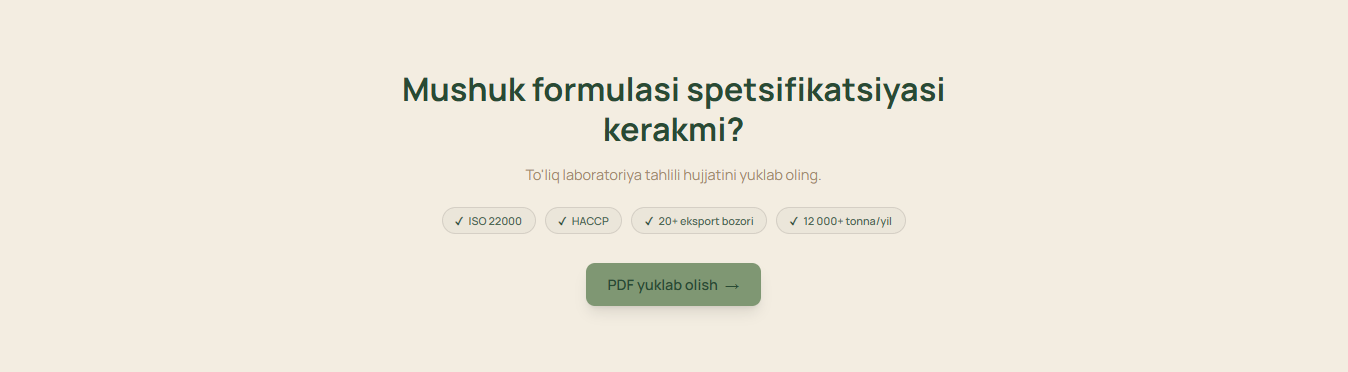 Mushuk formulasi spetsifikatsiyasi
kerakmi?
To'liq laboratoriya tahlili hujjatini yuklab oling.
✓ ISO 22000
✓ HACCP
✓ 20+ eksport bozori
✓ 12 000+ tonna/yil
PDF yuklab olish →